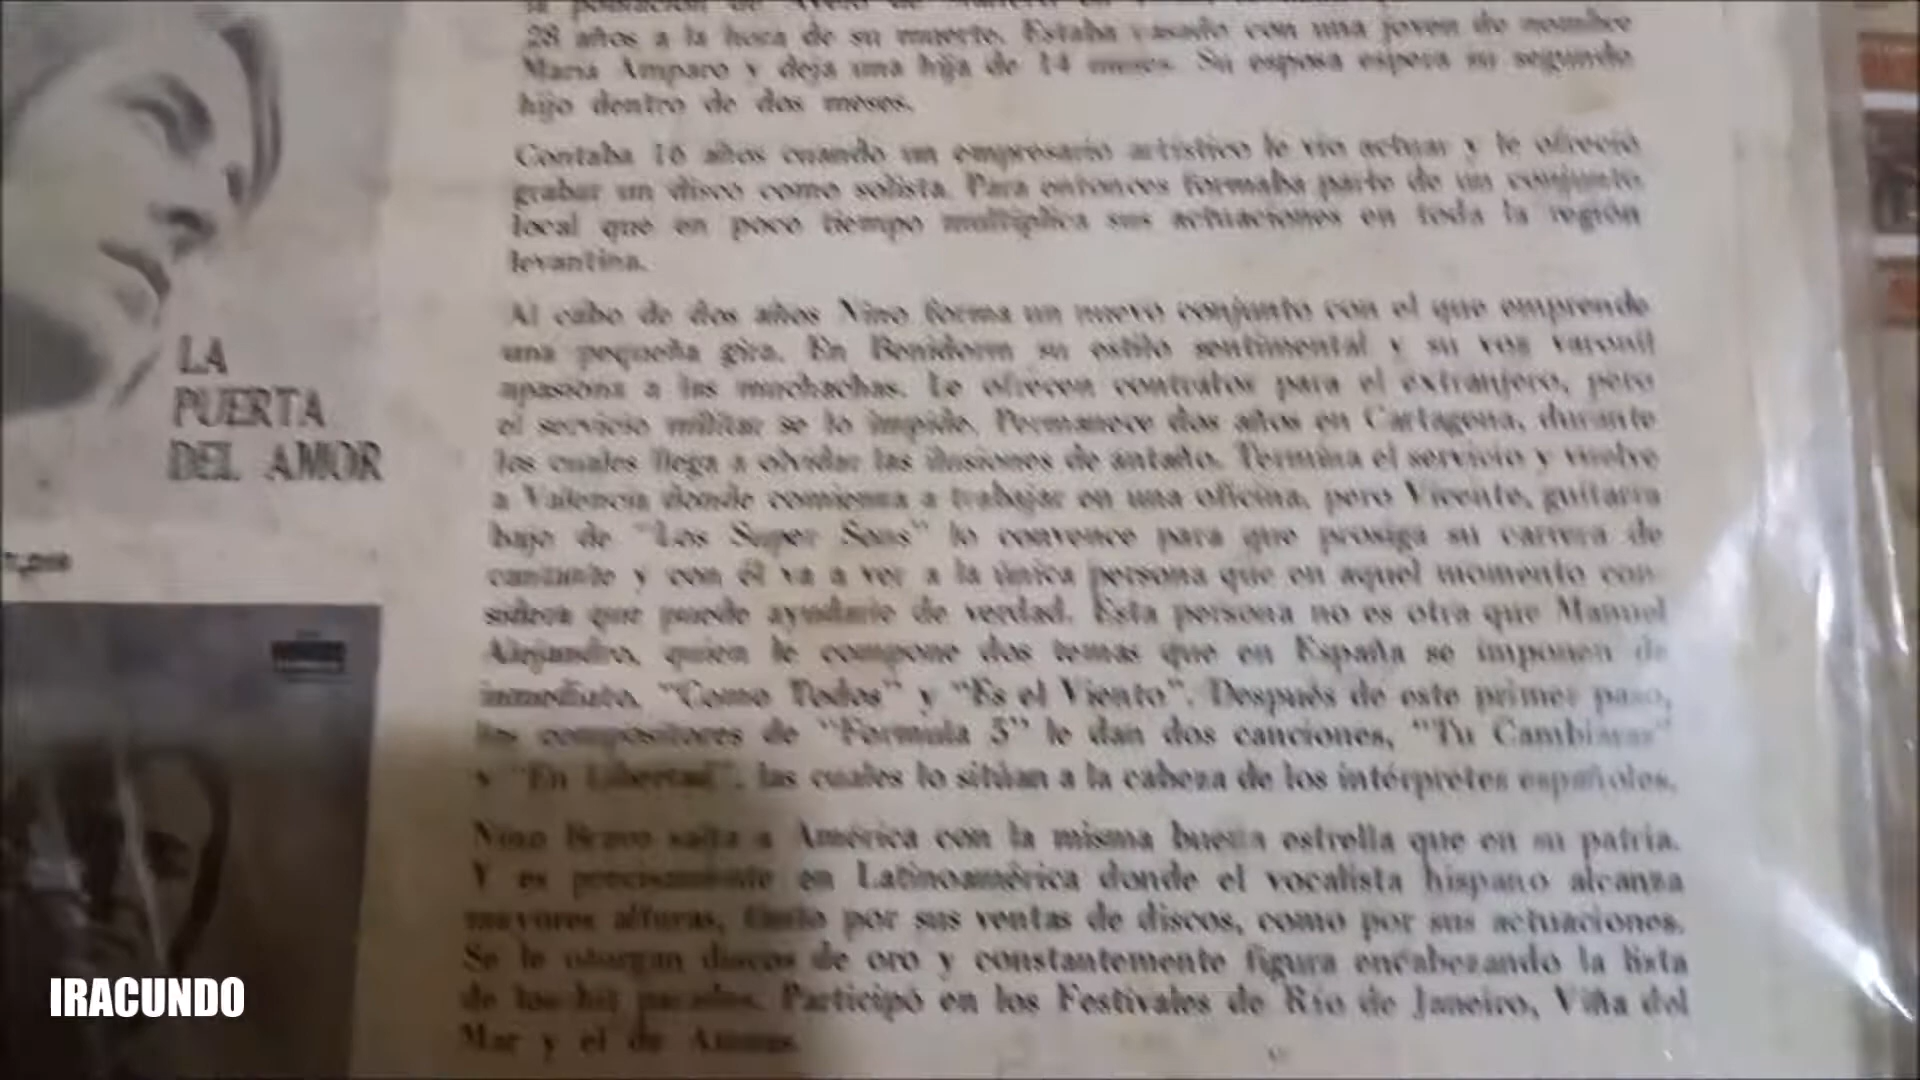 28 años a la hora de su muerte. Estaba casado con una joven de nombre
María Amparo y deja una hija de 14 meses. Su esposa espera su segundo
hijo dentro de dos meses.
Contaba 16 años cuando un empresario artístico le vio actuar y le ofreció
grabar un disco como solista. Para entonces formaba parte de un conjunto
local que en poco tiempo multiplica sus actuaciones en toda la región
levantina.
Al cabo de dos años Nino forma un nuevo conjunto con el que emprende
una pequeña gira. En Benidorm su estilo sentimental y su voz varonil
apasiona a las muchachas. Le ofrecen contratos para el extranjero, pero
el servicio militar se lo impide. Permanece dos años en Cartagena, durante
los cuales llega a olvidar las ilusiones de antaño. Termina el servicio y vuelve
a Valencia donde comienza a trabajar en una oficina, pero Vicente, guitarra
bajo de "Los Super Sons" lo convence para que prosiga su carrera de
cantante y con él va a ver a la única persona que en aquel momento con-
sidera que puede ayudarle de verdad. Esta persona no es otra que Manuel
Alejandro, quien le compone dos temas que en España se imponen de
inmediato, "Como Todos" y "Es el Viento". Después de este primer paso,
los compositores de "Formula 5" le dan dos canciones, "Tu Cambiaras"
y "En Libertad", las cuales lo sitúan a la cabeza de los intérpretes españoles.
Nino Bravo salta a América con la misma buena estrella que en su patria.
Y es precisamente en Latinoamérica donde el vocalista hispano alcanza
mayores alturas, tanto por sus ventas de discos, como por sus actuaciones.
Se le otorgan discos de oro y constantemente figura encabezando la lista
de los hit parades. Participó en los Festivales de Río de Janeiro, Viña del
Mar y el de
LA
PUERTA
DEL AMOR
IRACUNDO